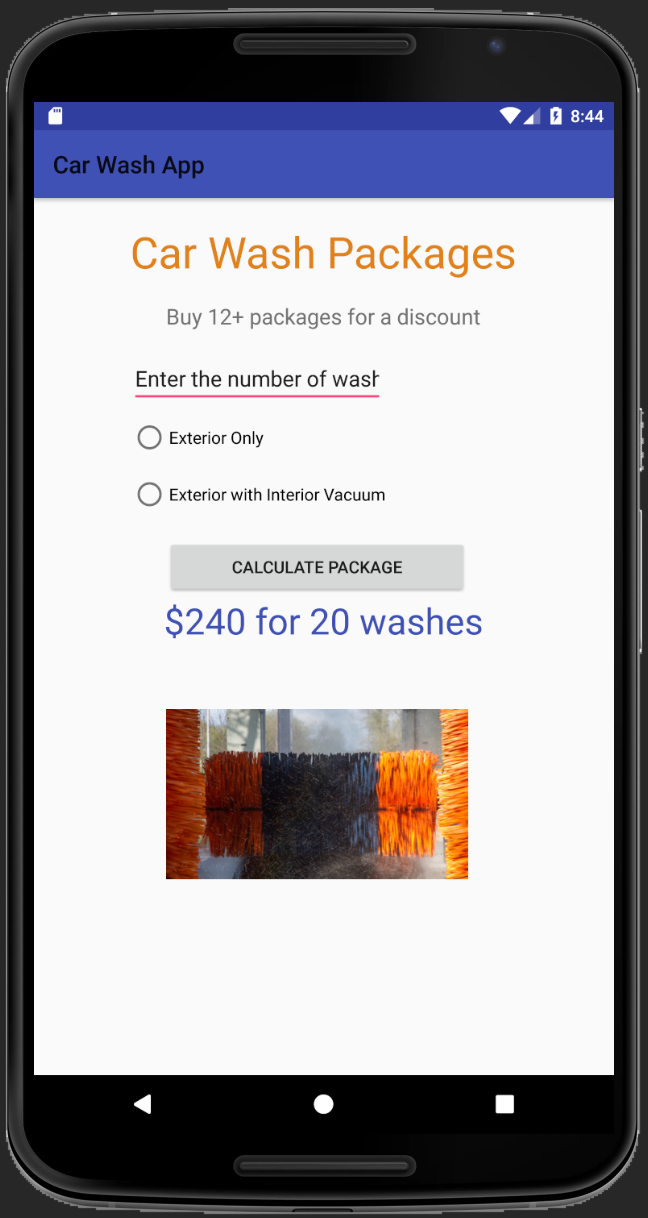 8:44
Car Wash App
Car Wash Packages
Buy 12+ packages for a discount
Enter the number of wash
Exterior Only
Exterior with Interior Vacuum
CALCULATE PACKAGE
$240 for 20 washes